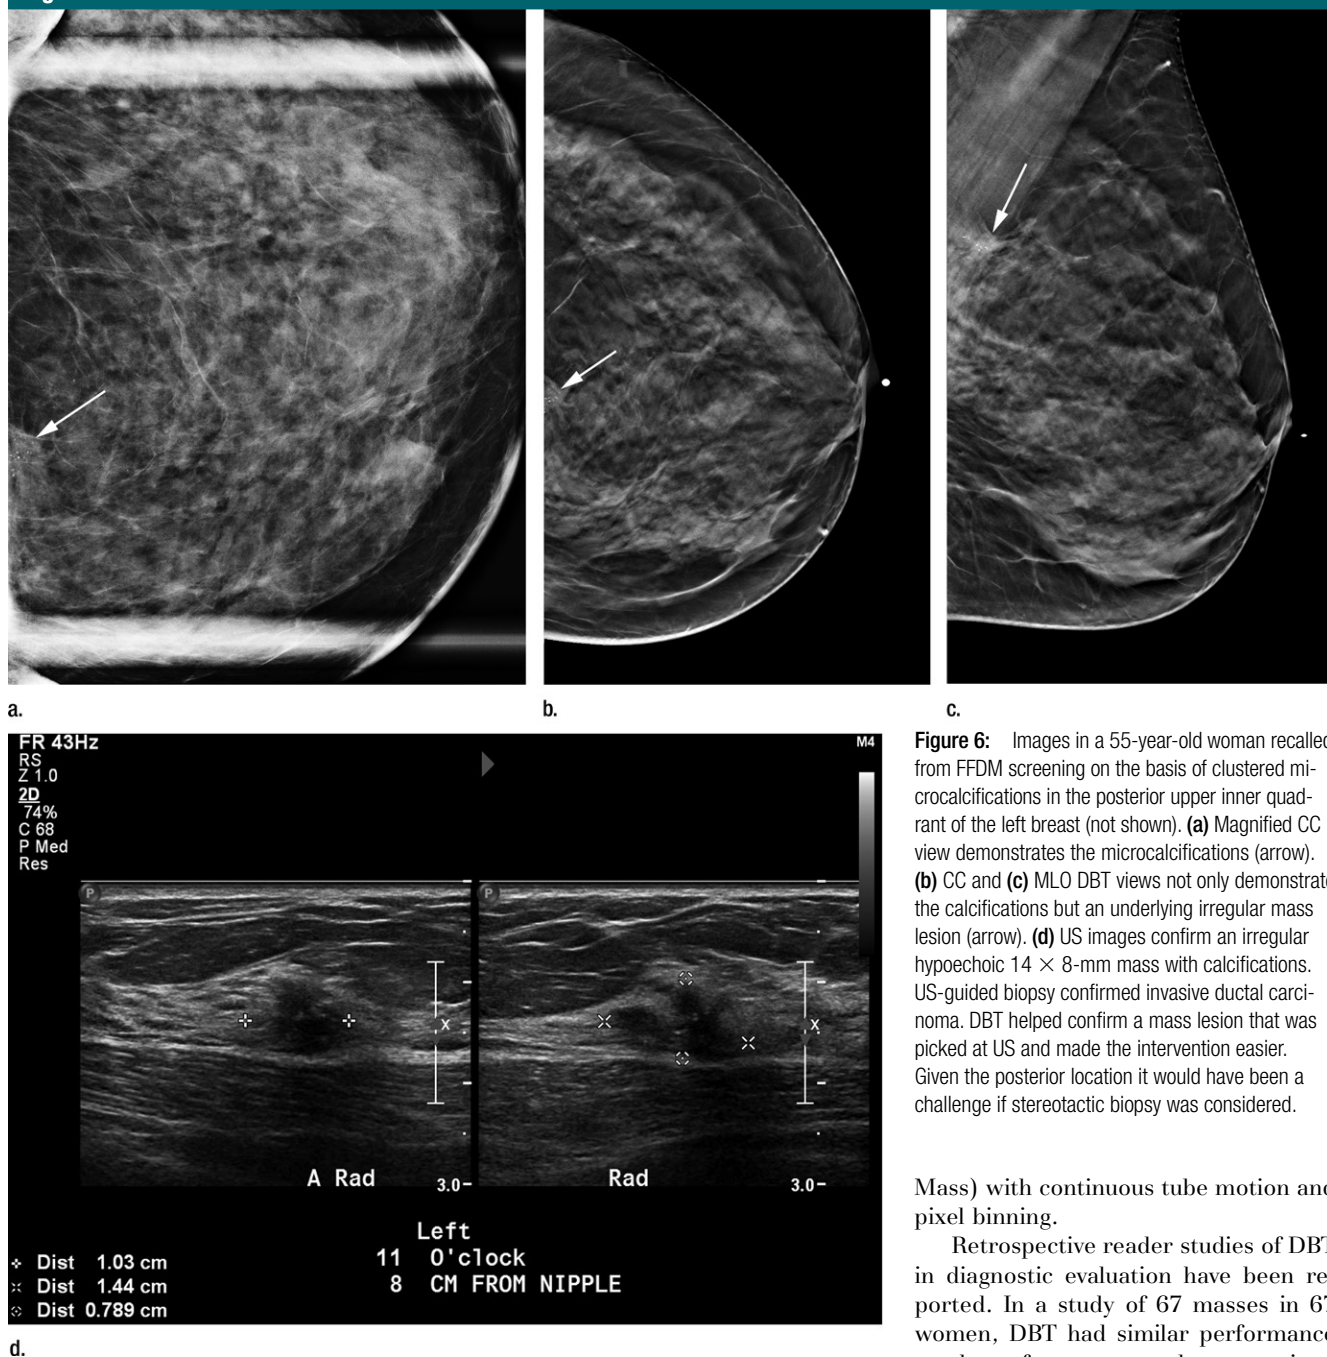 a.
b.
c.
FR 43Hz
RS
Z 1.0
2D
74%
C 68
P Med
Res
M4
P
P
X
X
A Rad
3.0
Rad
3.0
Left
11 O'clock
8 CM FROM NIPPLE
Dist 1.03 cm
Dist 1.44 cm
Dist 0.789 cm
d.
Figure 6: Images in a 55-year-old woman recalled
from FFDM screening on the basis of clustered mi-
crocalcifications in the posterior upper inner quad-
rant of the left breast (not shown). (a) Magnified CC
view demonstrates the microcalcifications (arrow).
(b) CC and (c) MLO DBT views not only demonstrate
the calcifications but an underlying irregular mass
lesion (arrow). (d) US images confirm an irregular
hypoechoic 14 × 8-mm mass with calcifications.
US-guided biopsy confirmed invasive ductal carci-
noma. DBT helped confirm a mass lesion that was
picked at US and made the intervention easier.
Given the posterior location it would have been a
challenge if stereotactic biopsy was considered.
Mass) with continuous tube motion and
pixel binning.
Retrospective reader studies of DBT
in diagnostic evaluation have been re
ported. In a study of 67 masses in 67
women, DBT had similar performance